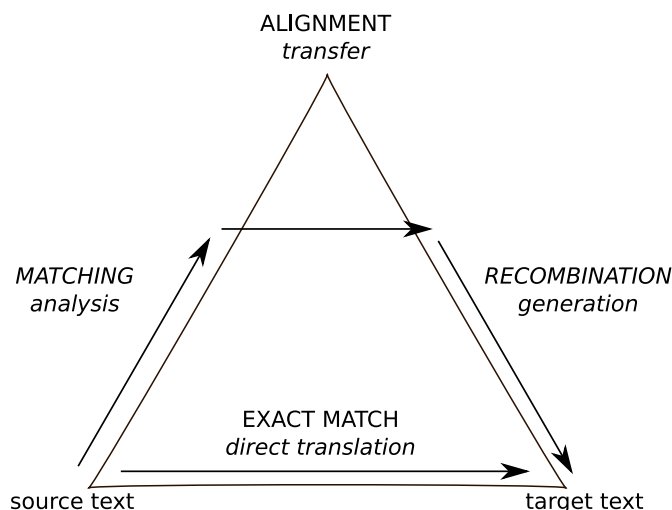 ALIGNMENT
transfer
MATCHING
analysis
RECOMBINATION
generation
EXACT MATCH
direct translation
source text
target text